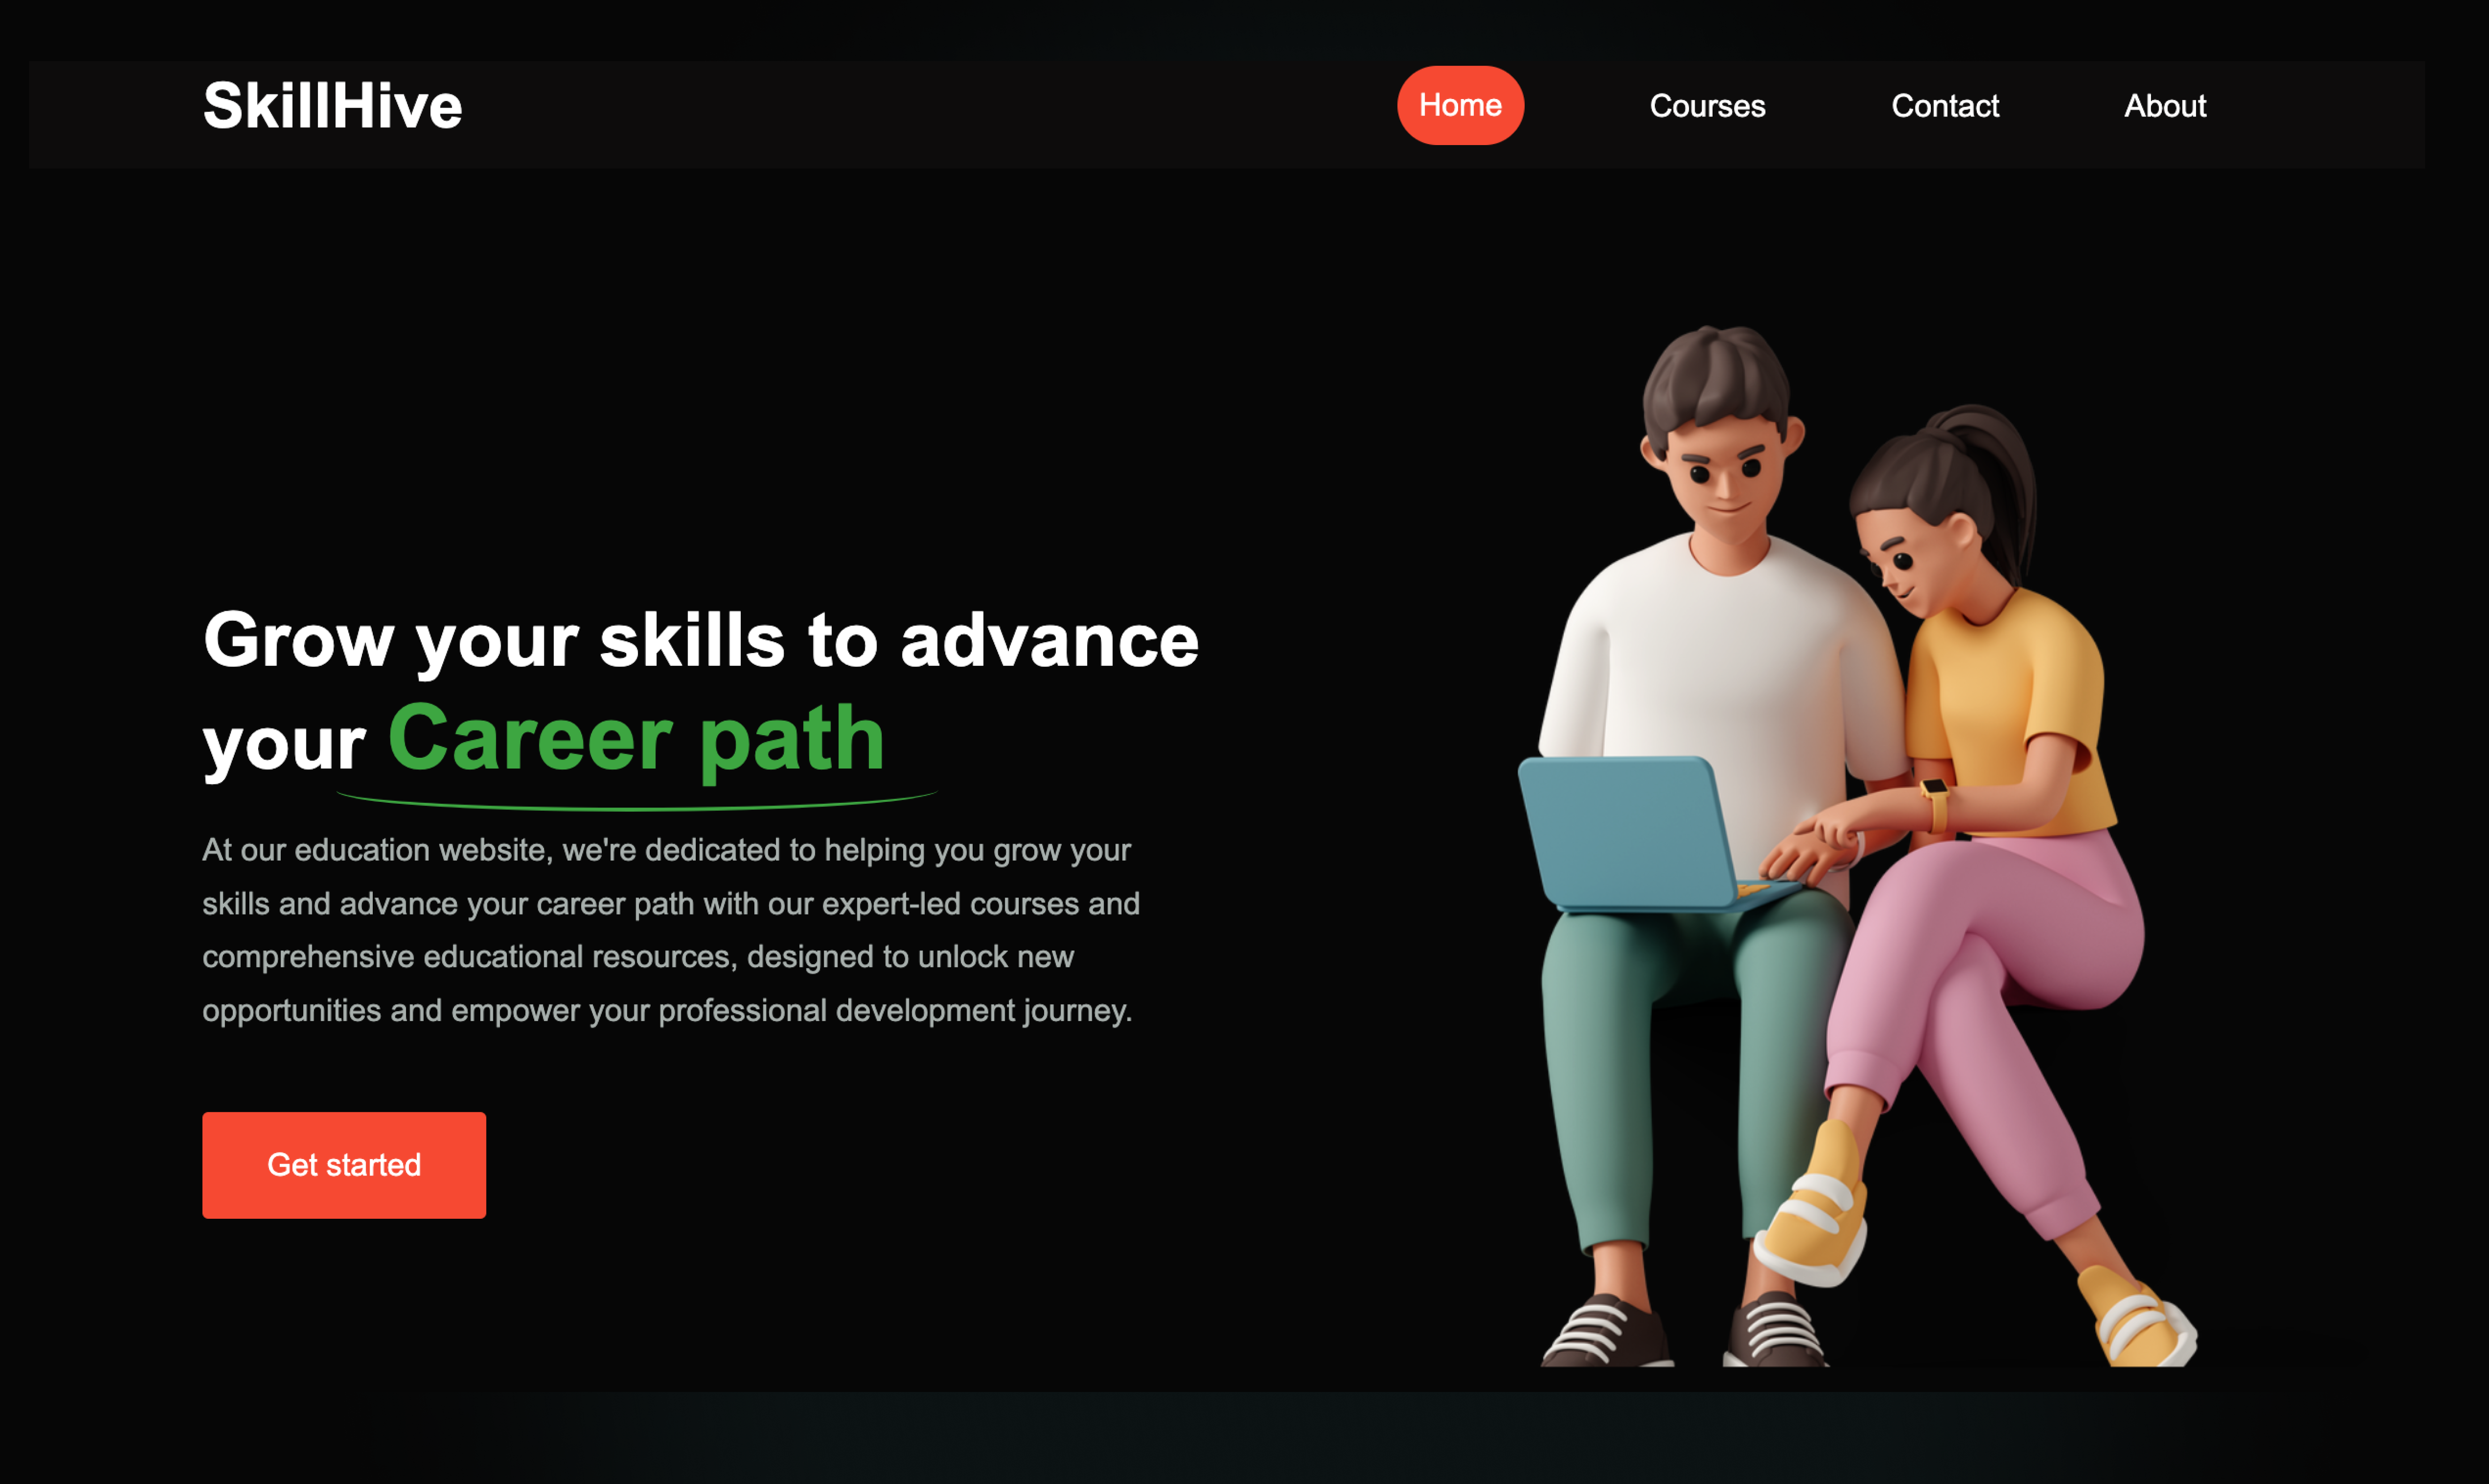 SkillHive
Home
Courses
Contact
About
Grow your skills to advance
your Career path
At our education website, we're dedicated to helping you grow your
skills and advance your career path with our expert-led courses and
comprehensive educational resources, designed to unlock new
opportunities and empower your professional development journey.
Get started